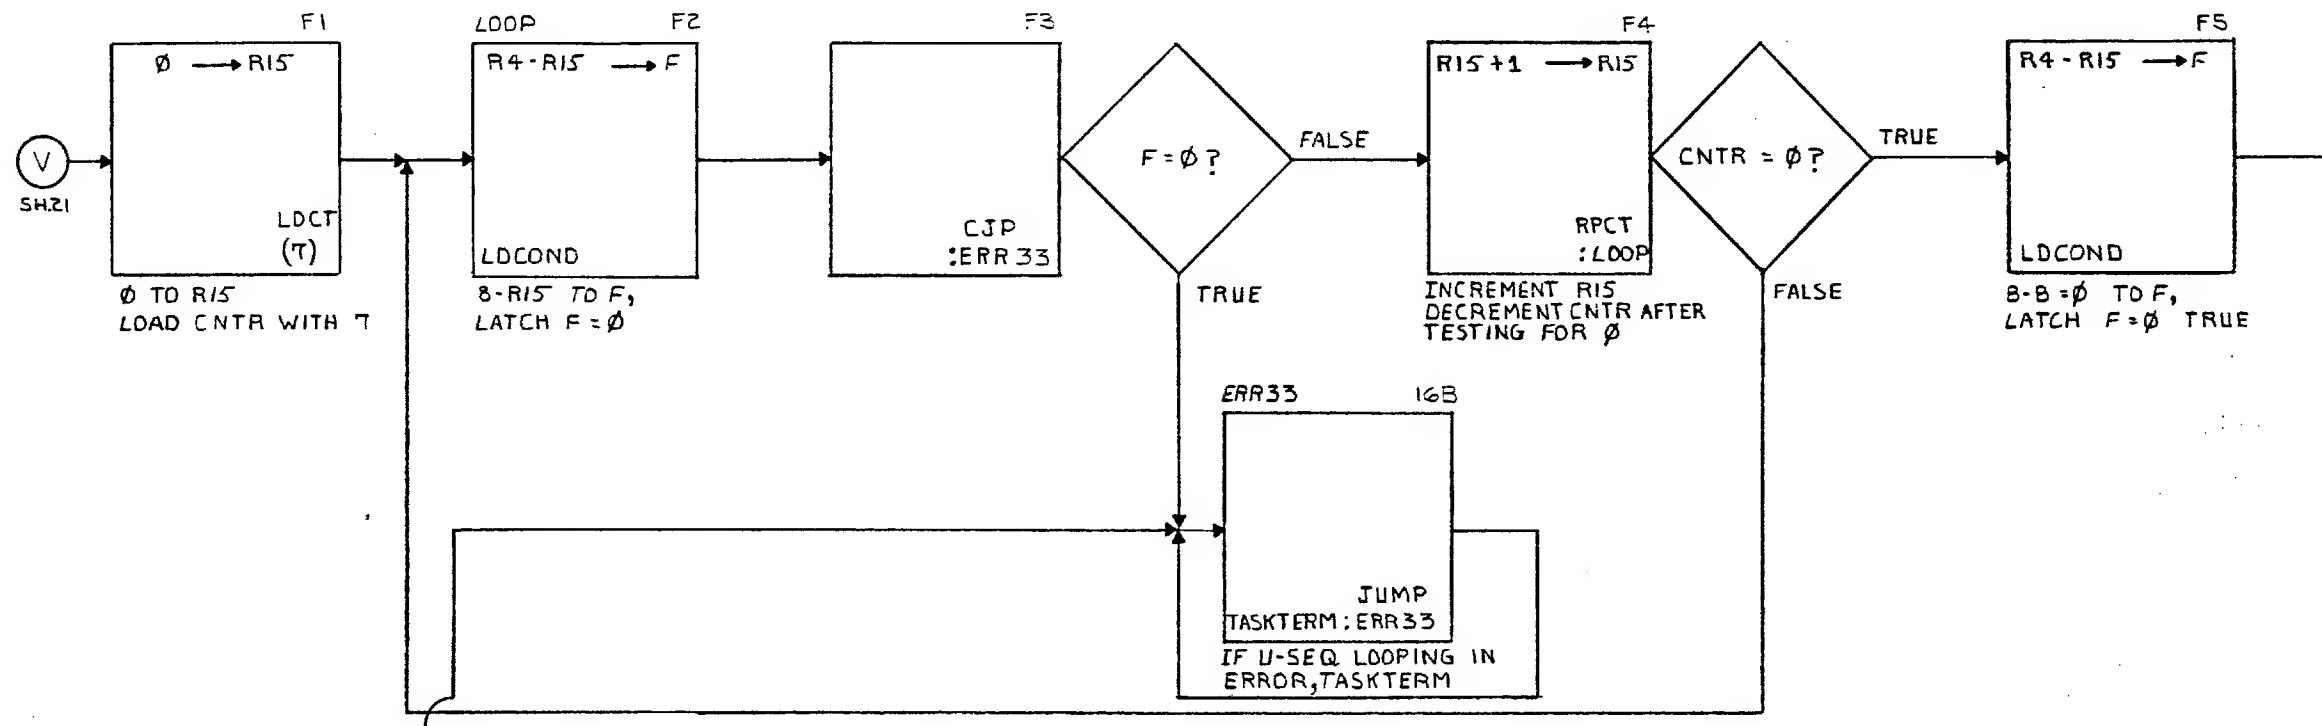 V
SH.21
F1
Ø → R15
LDCT
(7)
Ø TO R15
LOAD CNTR WITH 7
LOOP F2
R4-R15 → F
LDCOND
8-R15 TO F,
LATCH F=Ø
F3
CJP
:ERR33
F=Ø?
FALSE
TRUE
F4
R15+1 → R15
RPCT
:LOOP
INCREMENT R15
DECREMENT CNTR AFTER
TESTING FOR Ø
CNTR = Ø?
TRUE
FALSE
F5
R4-R15 → F
LDCOND
8-8=Ø TO F,
LATCH F=Ø TRUE
ERR33 16B
JUMP
TASKTERM:ERR33
IF U-SEQ LOOPING IN
ERROR,TASKTERM